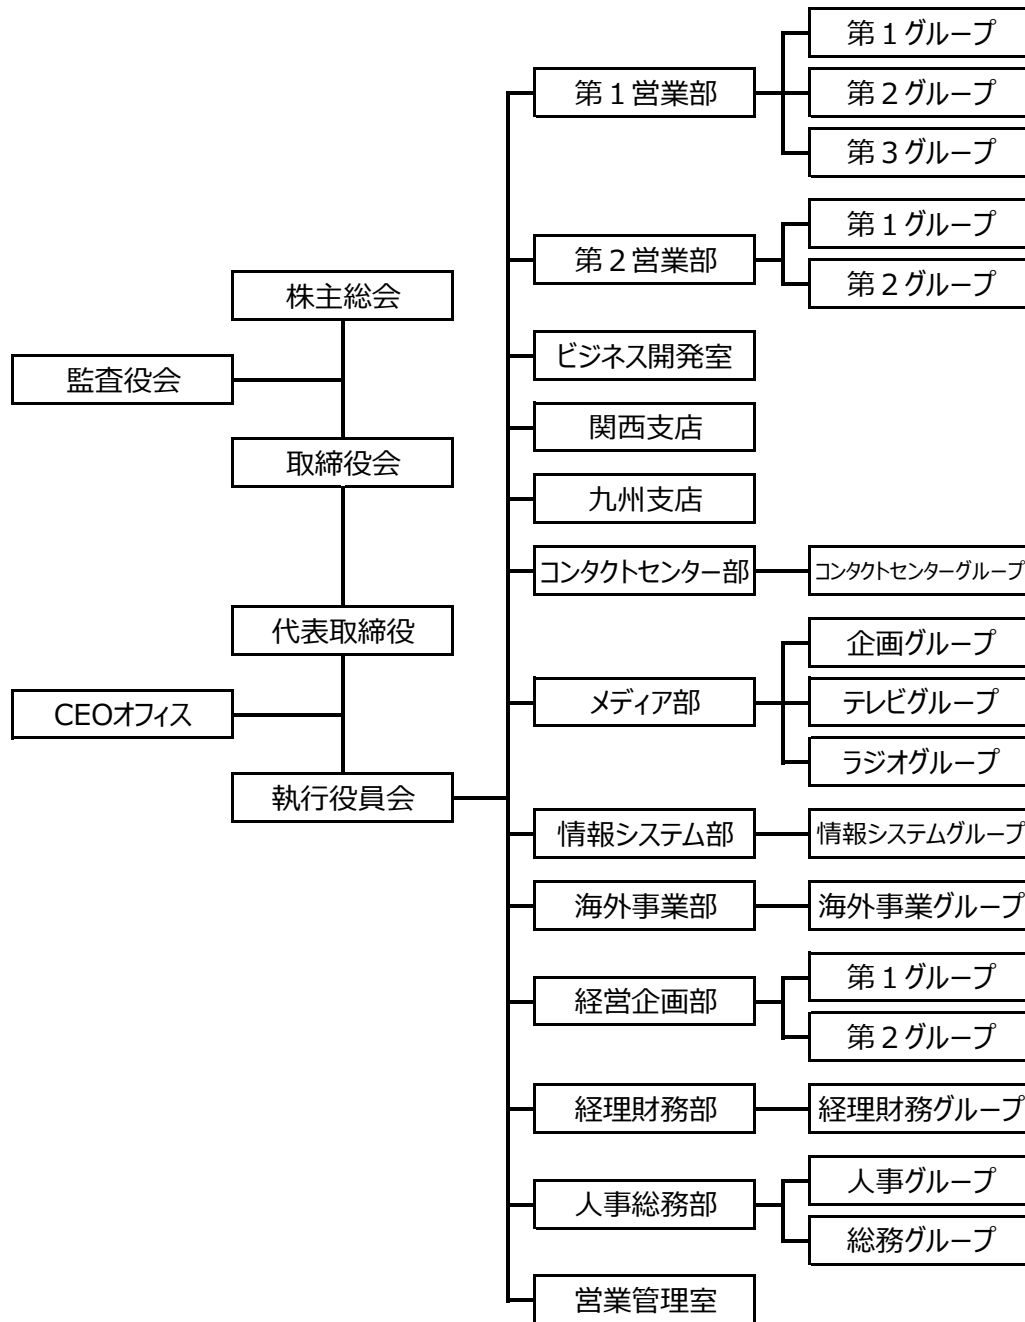 株主総会
監査役会
取締役会
代表取締役
CEOオフィス
執行役員会
第１営業部
第１グループ
第２グループ
第３グループ
第２営業部
第１グループ
第２グループ
ビジネス開発室
関西支店
九州支店
コンタクトセンター部
コンタクトセンターグループ
メディア部
企画グループ
テレビグループ
ラジオグループ
情報システム部
情報システムグループ
海外事業部
海外事業グループ
経営企画部
第１グループ
第２グループ
経理財務部
経理財務グループ
人事総務部
人事グループ
総務グループ
営業管理室